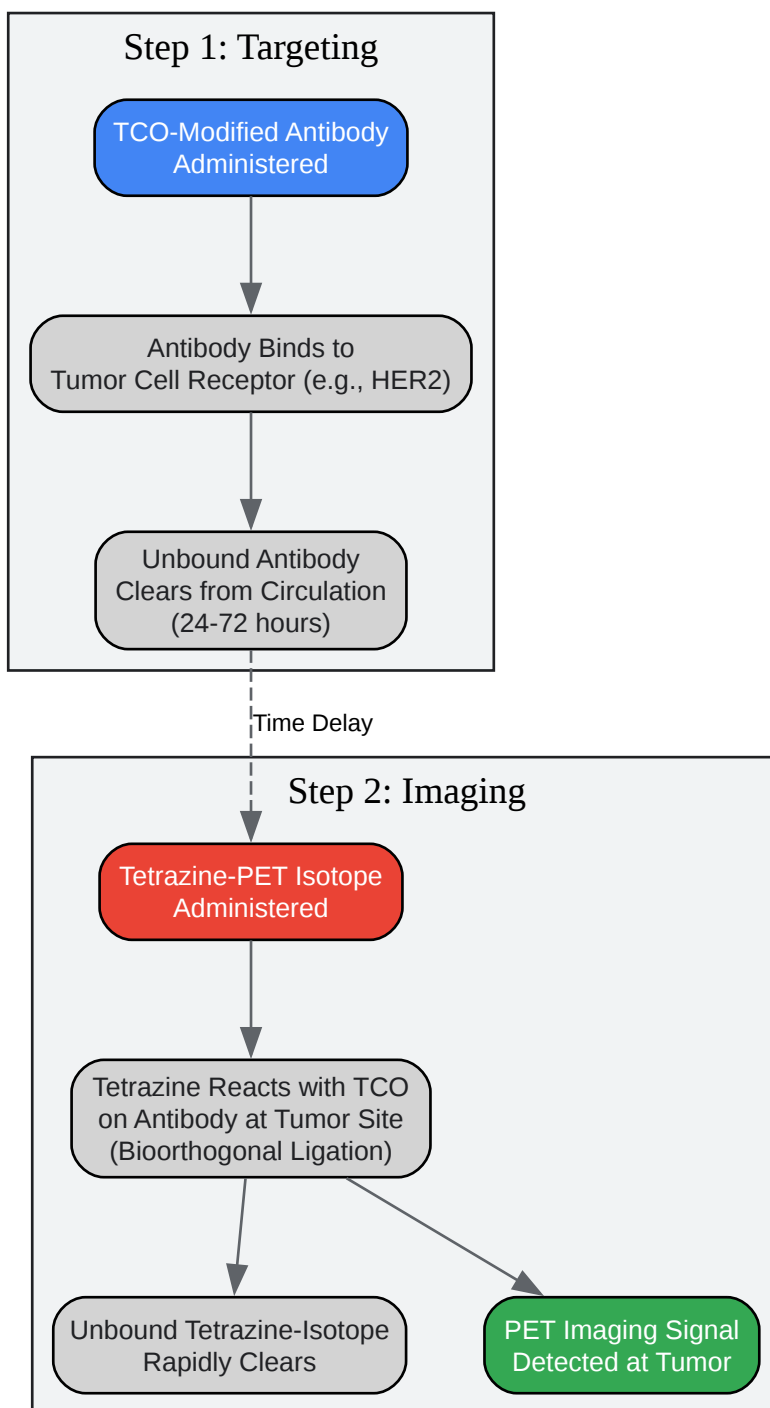 Step 1: Targeting
TCO-Modified Antibody
Administered
Antibody Binds to
Tumor Cell Receptor (e.g., HER2)
Unbound Antibody
Clears from Circulation
(24-72 hours)
Time Delay
Step 2: Imaging
Tetrazine-PET Isotope
Administered
Tetrazine Reacts with TCO
on Antibody at Tumor Site
(Bioorthogonal Ligation)
Unbound Tetrazine-Isotope
Rapidly Clears
PET Imaging Signal
Detected at Tumor